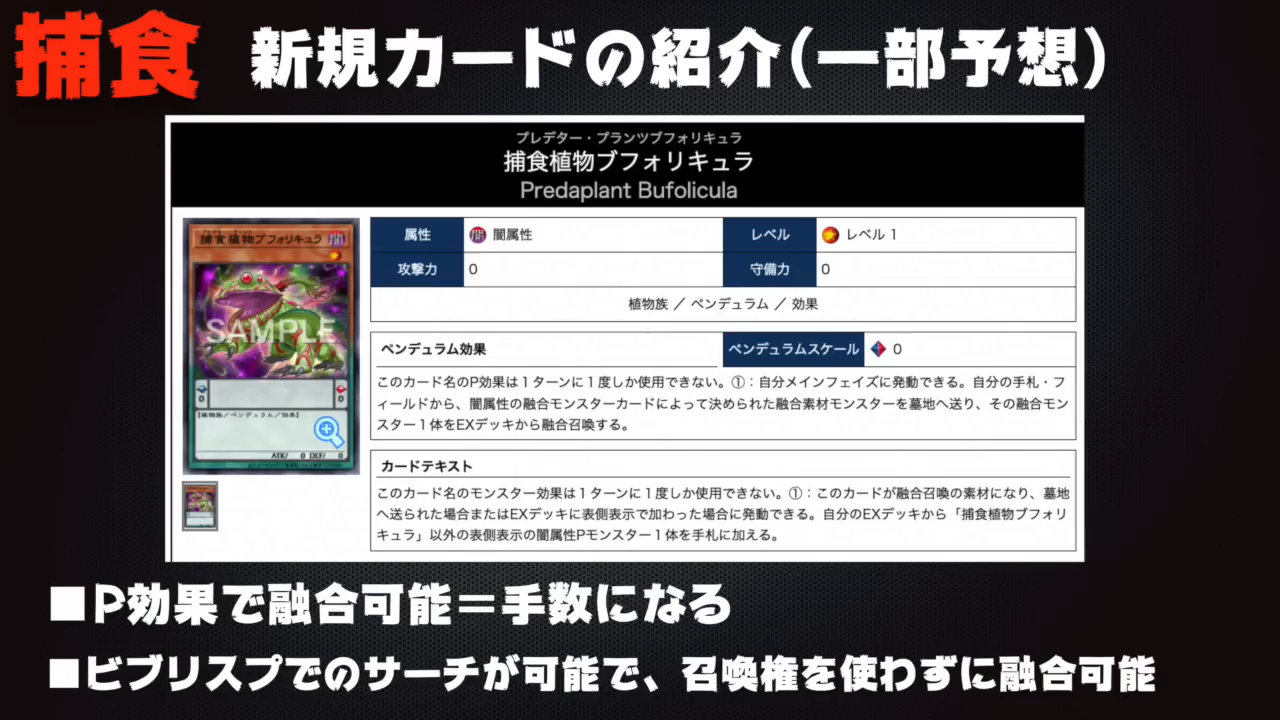 捕食 新規カードの紹介(一部予想)
プレデター・プランツブフォリキュラ
捕食植物ブフォリキュラ
Predaplant Bufolicula
捕食植物ブフォリキュラ 闇
SAMPLE
0 0
【植物族/ペンデュラム/効果】
ATK/ 0 DEF/ 0
属性 闇 闇属性 レベル レベル 1
攻撃力 0 守備力 0
植物族 / ペンデュラム / 効果
ペンデュラム効果 ペンデュラムスケール 0
このカード名のP効果は1ターンに1度しか使用できない。①:自分メインフェイズに発動できる。自分の手札・フ
ィールドから、闇属性の融合モンスターカードによって決められた融合素材モンスターを墓地へ送り、その融合モン
スター1体をEXデッキから融合召喚する。
カードテキスト
このカード名のモンスター効果は1ターンに1度しか使用できない。①:このカードが融合召喚の素材になり、墓地
へ送られた場合またはEXデッキに表側表示で加わった場合に発動できる。自分のEXデッキから「捕食植物ブフォリ
キュラ」以外の表側表示の闇属性Pモンスター1体を手札に加える。
■P効果で融合可能=手数になる
■ビブリスプでのサーチが可能で、召喚権を使わずに融合可能